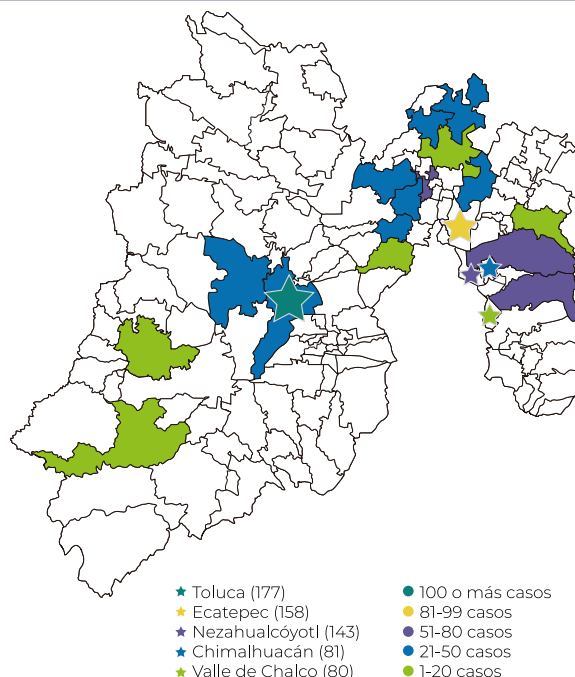 Toluca (177)
Ecatepec (158)
Nezahualcóyotl (143)
Chimalhuacán (81)
Valle de Chalco (80)
100 o más casos
81-99 casos
51-80 casos
21-50 casos
1-20 casos